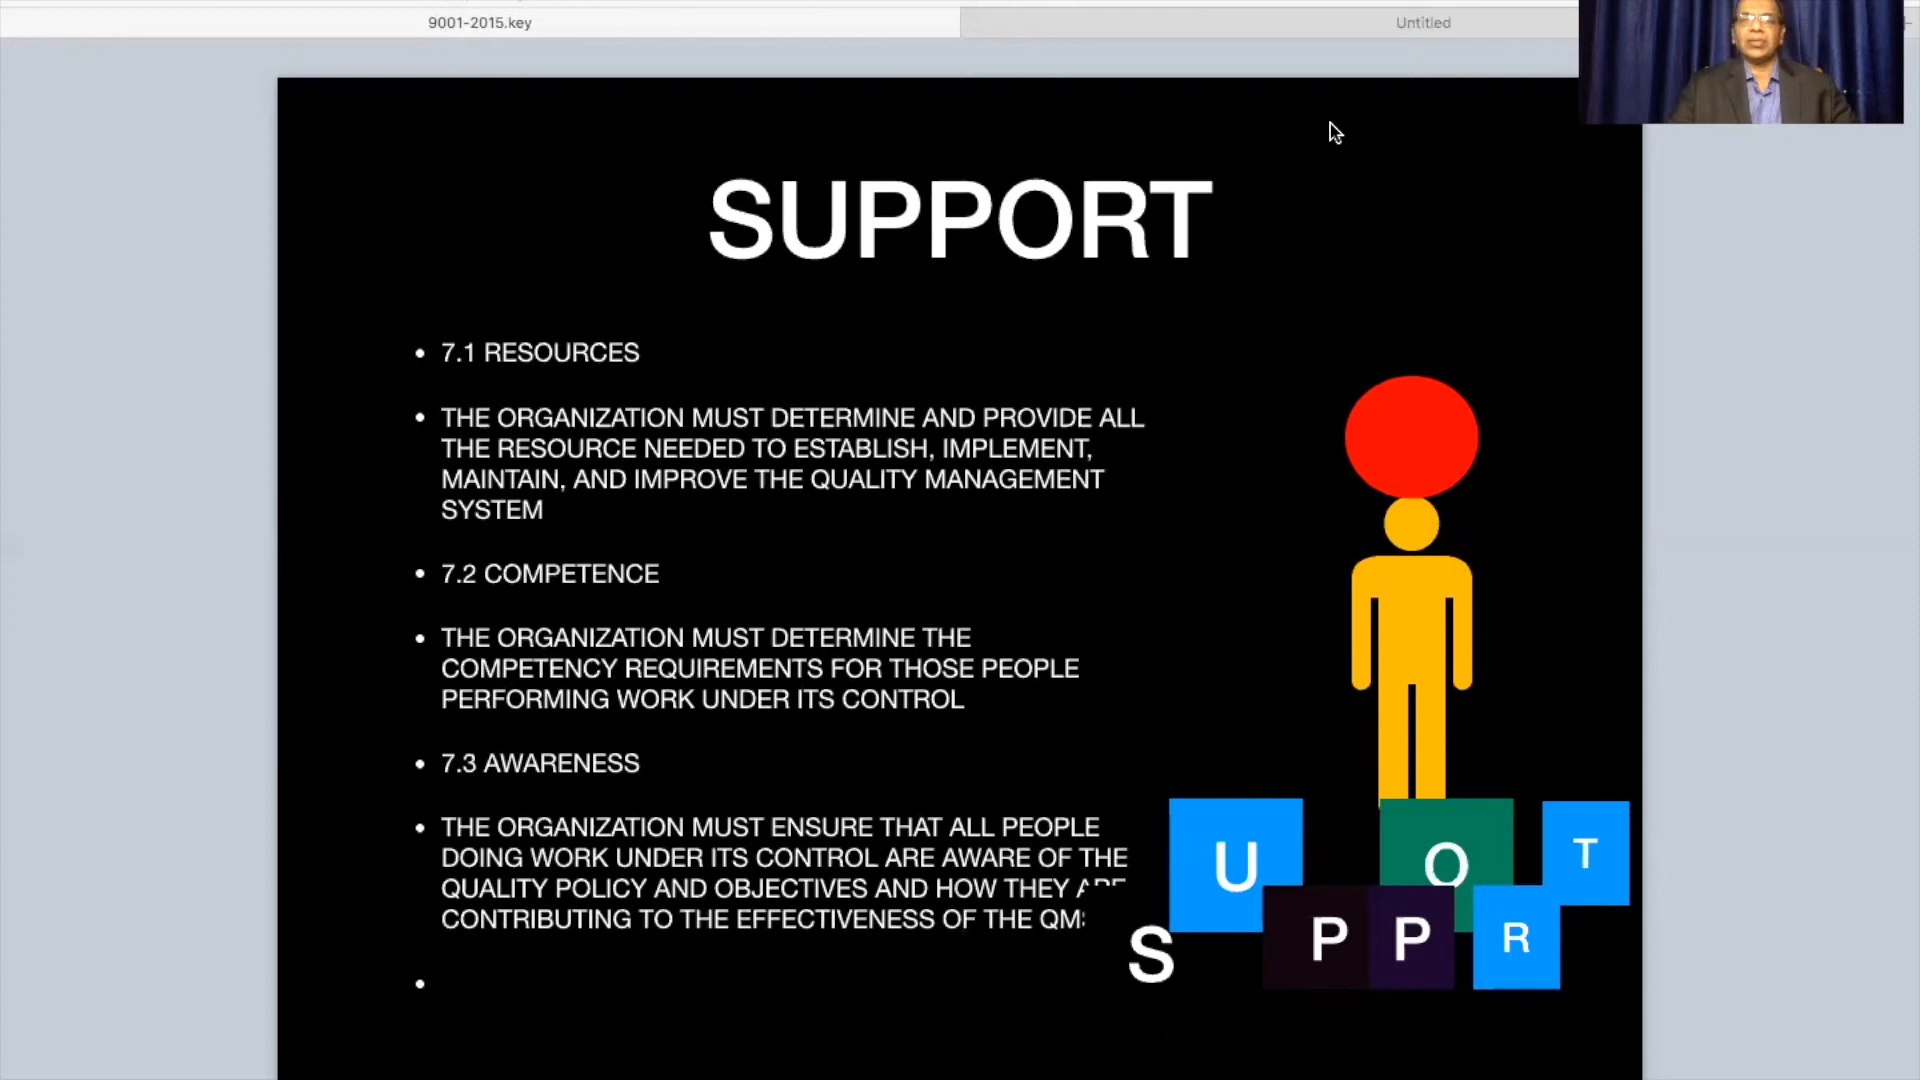 9001-2015.key
Untitled
SUPPORT
• 7.1 RESOURCES
• THE ORGANIZATION MUST DETERMINE AND PROVIDE ALL
THE RESOURCE NEEDED TO ESTABLISH, IMPLEMENT,
MAINTAIN, AND IMPROVE THE QUALITY MANAGEMENT
SYSTEM
• 7.2 COMPETENCE
• THE ORGANIZATION MUST DETERMINE THE
COMPETENCY REQUIREMENTS FOR THOSE PEOPLE
PERFORMING WORK UNDER ITS CONTROL
• 7.3 AWARENESS
• THE ORGANIZATION MUST ENSURE THAT ALL PEOPLE
DOING WORK UNDER ITS CONTROL ARE AWARE OF THE
QUALITY POLICY AND OBJECTIVES AND HOW THEY ARE
CONTRIBUTING TO THE EFFECTIVENESS OF THE QMS
•
S U P P O R T